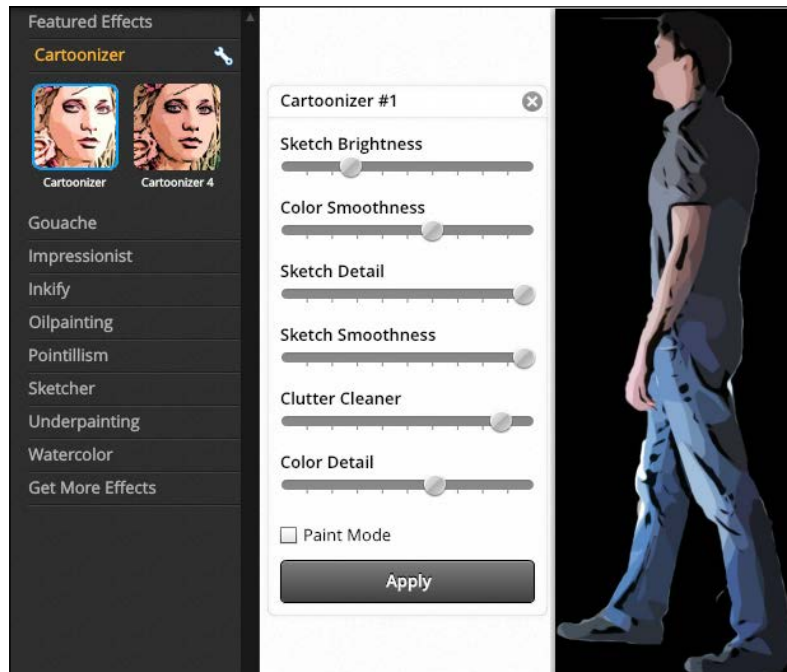 Featured Effects
Cartoonizer
Cartoonizer
Cartoonizer 4
Gouache
Impressionist
Inkify
Oilpainting
Pointillism
Sketcher
Underpainting
Watercolor
Get More Effects
Cartoonizer #1
Sketch Brightness
Color Smoothness
Sketch Detail
Sketch Smoothness
Clutter Cleaner
Color Detail
Paint Mode
Apply